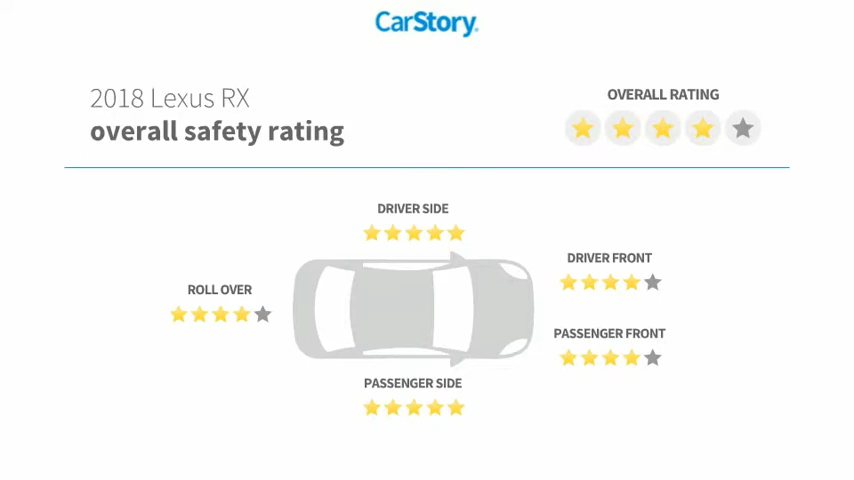 CarStory
2018 Lexus RX
overall safety rating
OVERALL RATING
DRIVER SIDE
DRIVER FRONT
ROLL OVER
PASSENGER FRONT
PASSENGER SIDE